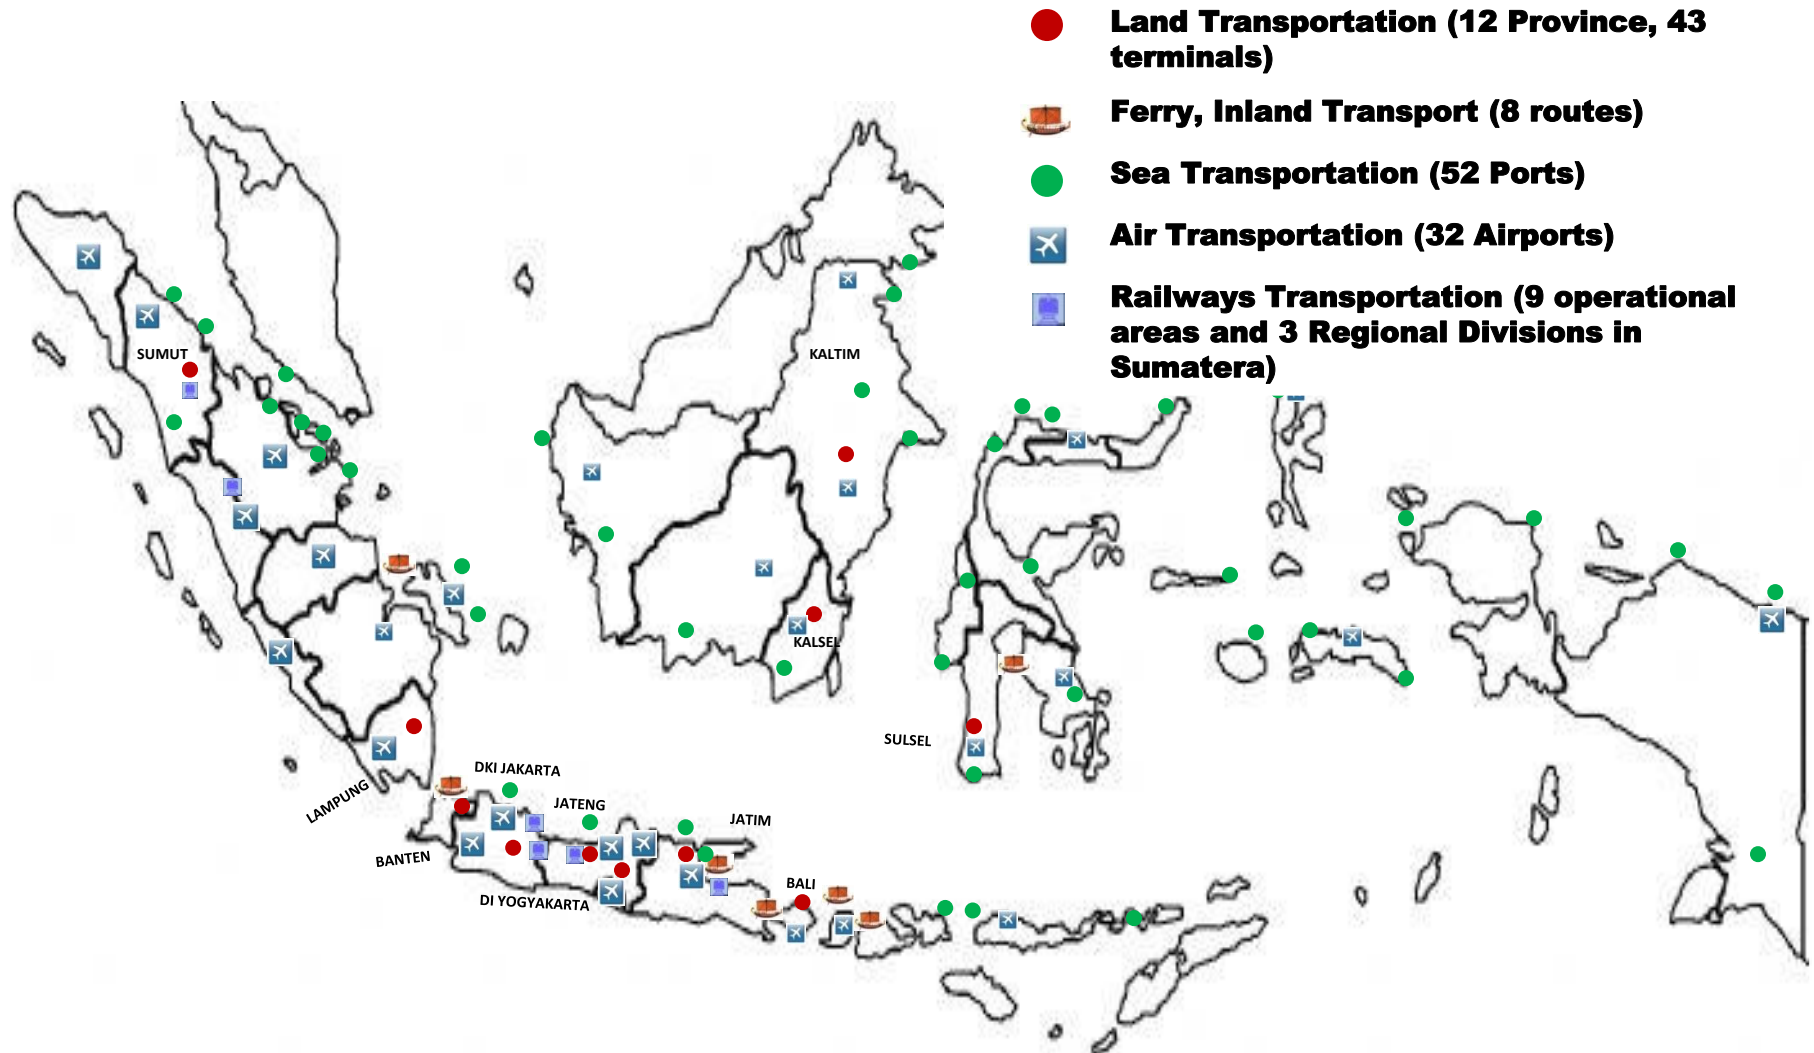 Land Transportation (12 Province, 43
terminals)
Ferry, Inland Transport (8 routes)
Sea Transportation (52 Ports)
Air Transportation (32 Airports)
Railways Transportation (9 operational
areas and 3 Regional Divisions in
Sumatera)
SUMUT
KALTIM
KALSEL
SULSEL
LAMPUNG
DKI JAKARTA
JATENG
JATIM
BANTEN
DI YOGYAKARTA
BALI